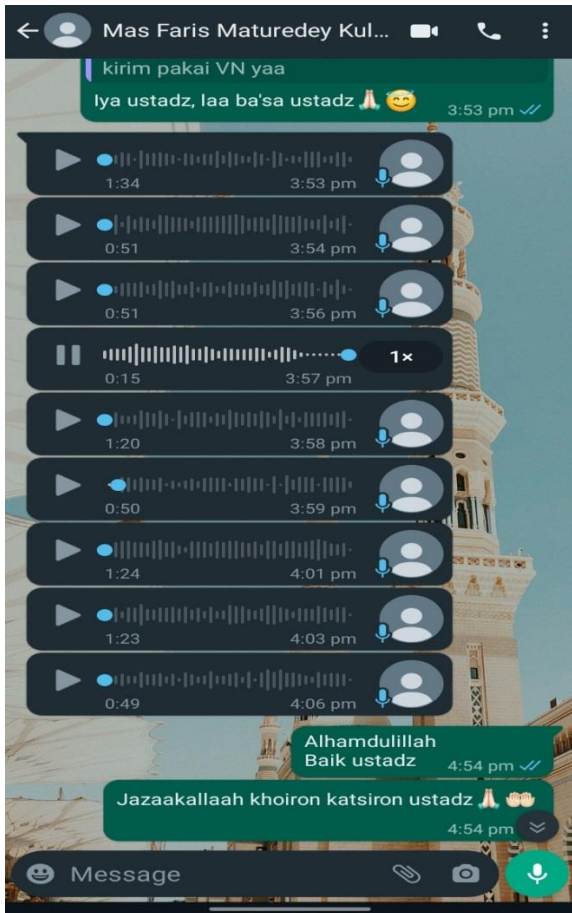 Mas Faris Maturedey Kul...
kirim pakai VN yaa
Iya ustadz, laa ba'sa ustadz🙏🏻😇
3:53 pm
1:34 3:53 pm
0:51 3:54 pm
0:51 3:56 pm
1×
0:15 3:57 pm
1:20 3:58 pm
0:50 3:59 pm
1:24 4:01 pm
1:23 4:03 pm
0:49 4:06 pm
Alhamdulillah
Baik ustadz 4:54 pm
Jazaakallaah khoiron katsiron ustadz🙏🏻🤲🏻
4:54 pm
Message